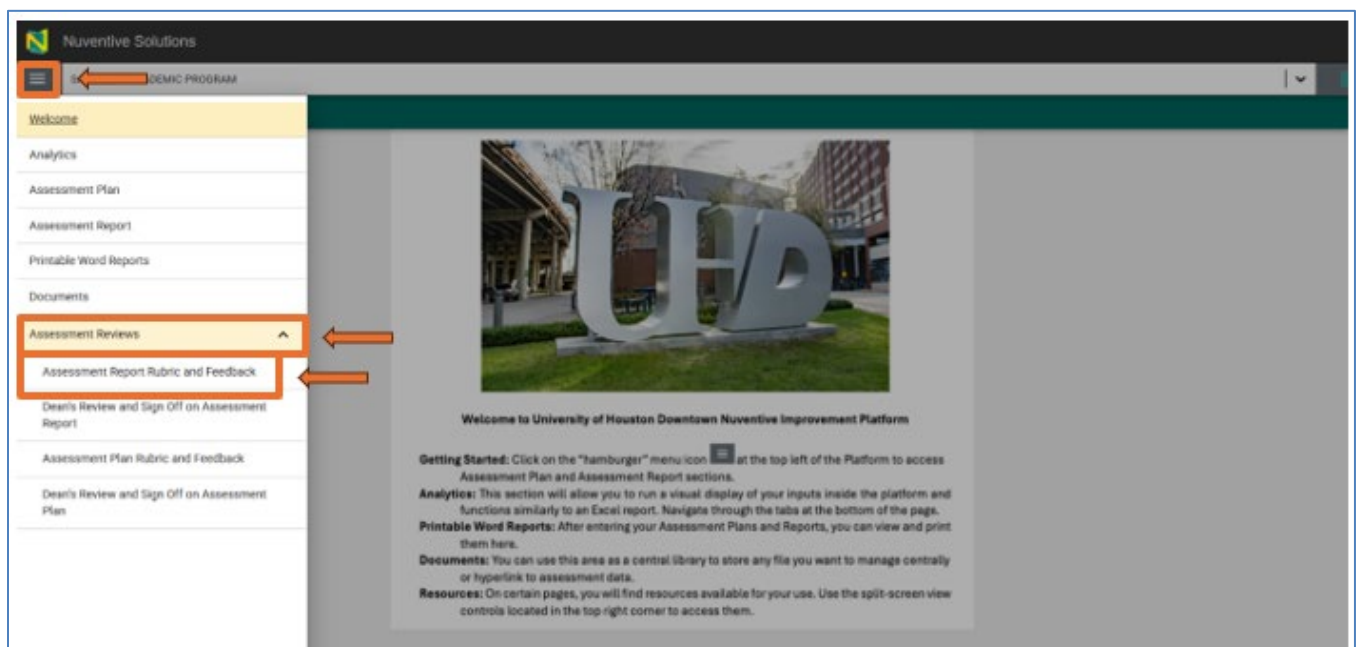 Nuventive Solutions
DEMIC PROGRAM
Welcome
Analytics
Assessment Plan
Assessment Report
Printable Word Reports
Documents
Assessment Reviews
Assessment Report Rubric and Feedback
Dean's Review and Sign Off on Assessment
Report
Assessment Plan Rubric and Feedback
Dean's Review and Sign Off on Assessment
Plan
UHD
Welcome to University of Houston Downtown Nuventive Improvement Platform
Getting Started: Click on the "hamburger" menu icon at the top left of the Platform to access
Assessment Plan and Assessment Report sections.
Analytics: This section will allow you to run a visual display of your inputs inside the platform and
functions similarly to an Excel report. Navigate through the tabs at the bottom of the page.
Printable Word Reports: After entering your Assessment Plans and Reports, you can view and print
them here.
Documents: You can use this area as a central library to store any file you want to manage centrally
or hyperlink to assessment data.
Resources: On certain pages, you will find resources available for your use. Use the split-screen view
controls located in the top right corner to access them.